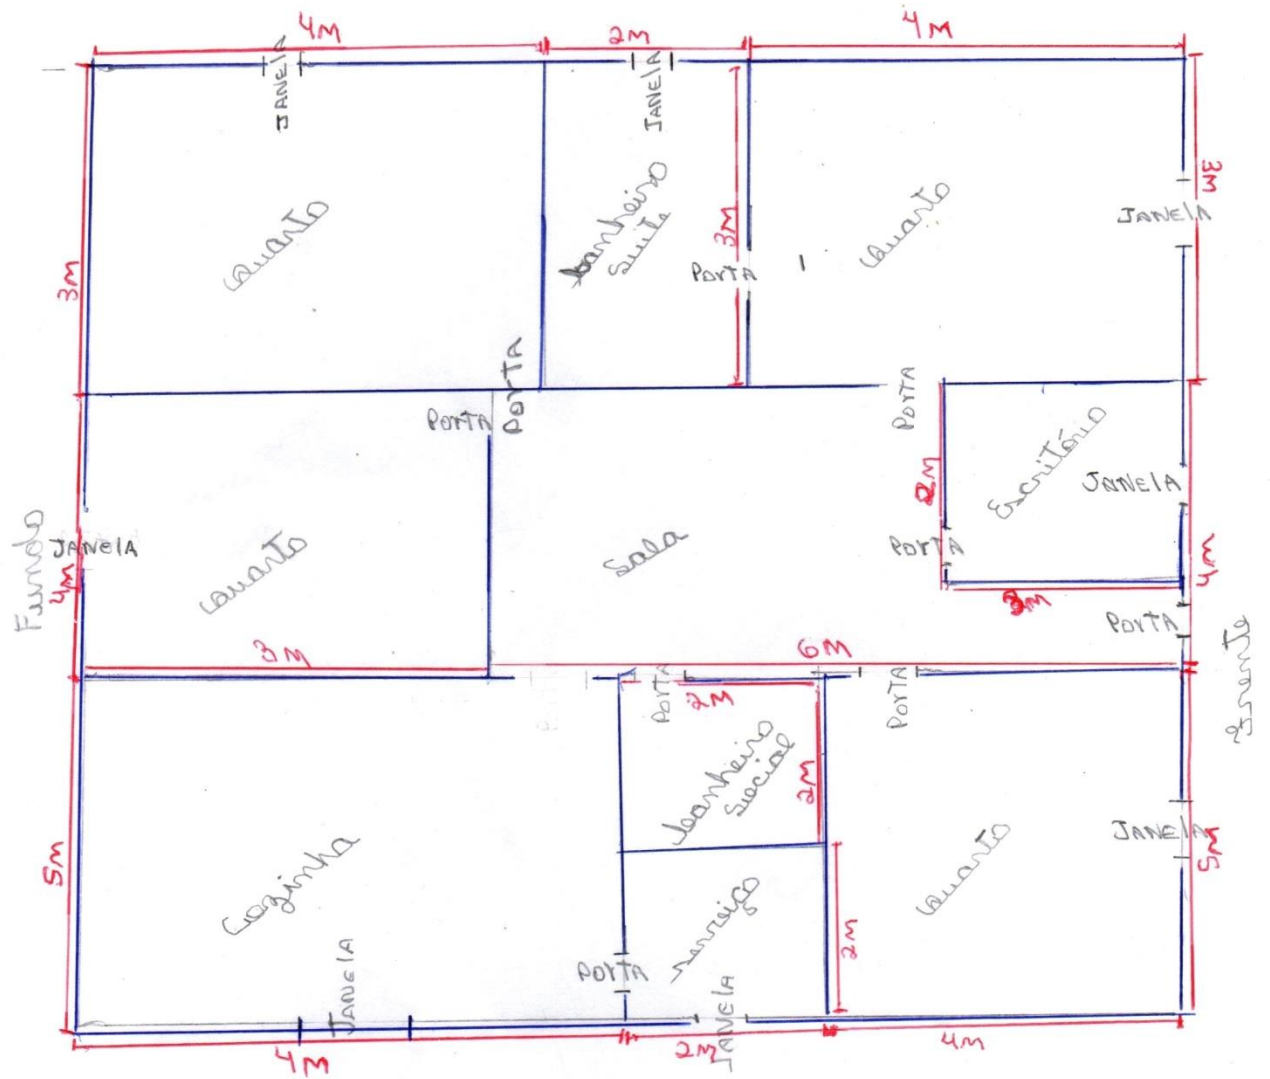 4M
2M
4M
JANELA
JANELA
3M
JANELA
Quarto
banheiro
Suite
3M
PORTA
Quarto
3M
PORTA
PORTA
PORTA
Escritório
JANELA
2M
PORTA
3M
4M
PORTA
Frente
Fundo
JANELA
4M
Quarto
Sala
3M
6M
PORTA
PORTA
PORTA
2M
banheiro
social
2M
Quarto
JANELA
5M
5M
Cozinha
JANELA
PORTA
serviço
2M
JANELA
4M
2M
4M